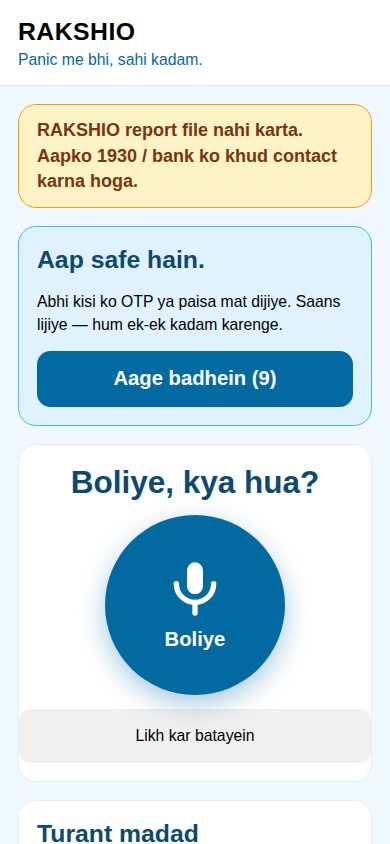 RAKSHIO
Panic me bhi, sahi kadam.
RAKSHIO report file nahi karta.
Aapko 1930 / bank ko khud contact
karna hoga.
Aap safe hain.
Abhi kisi ko OTP ya paisa mat dijiye. Saans
lijiye — hum ek-ek kadam karenge.
Aage badhein (9)
Boliye, kya hua?
Boliye
Likh kar batayein
Turant madad